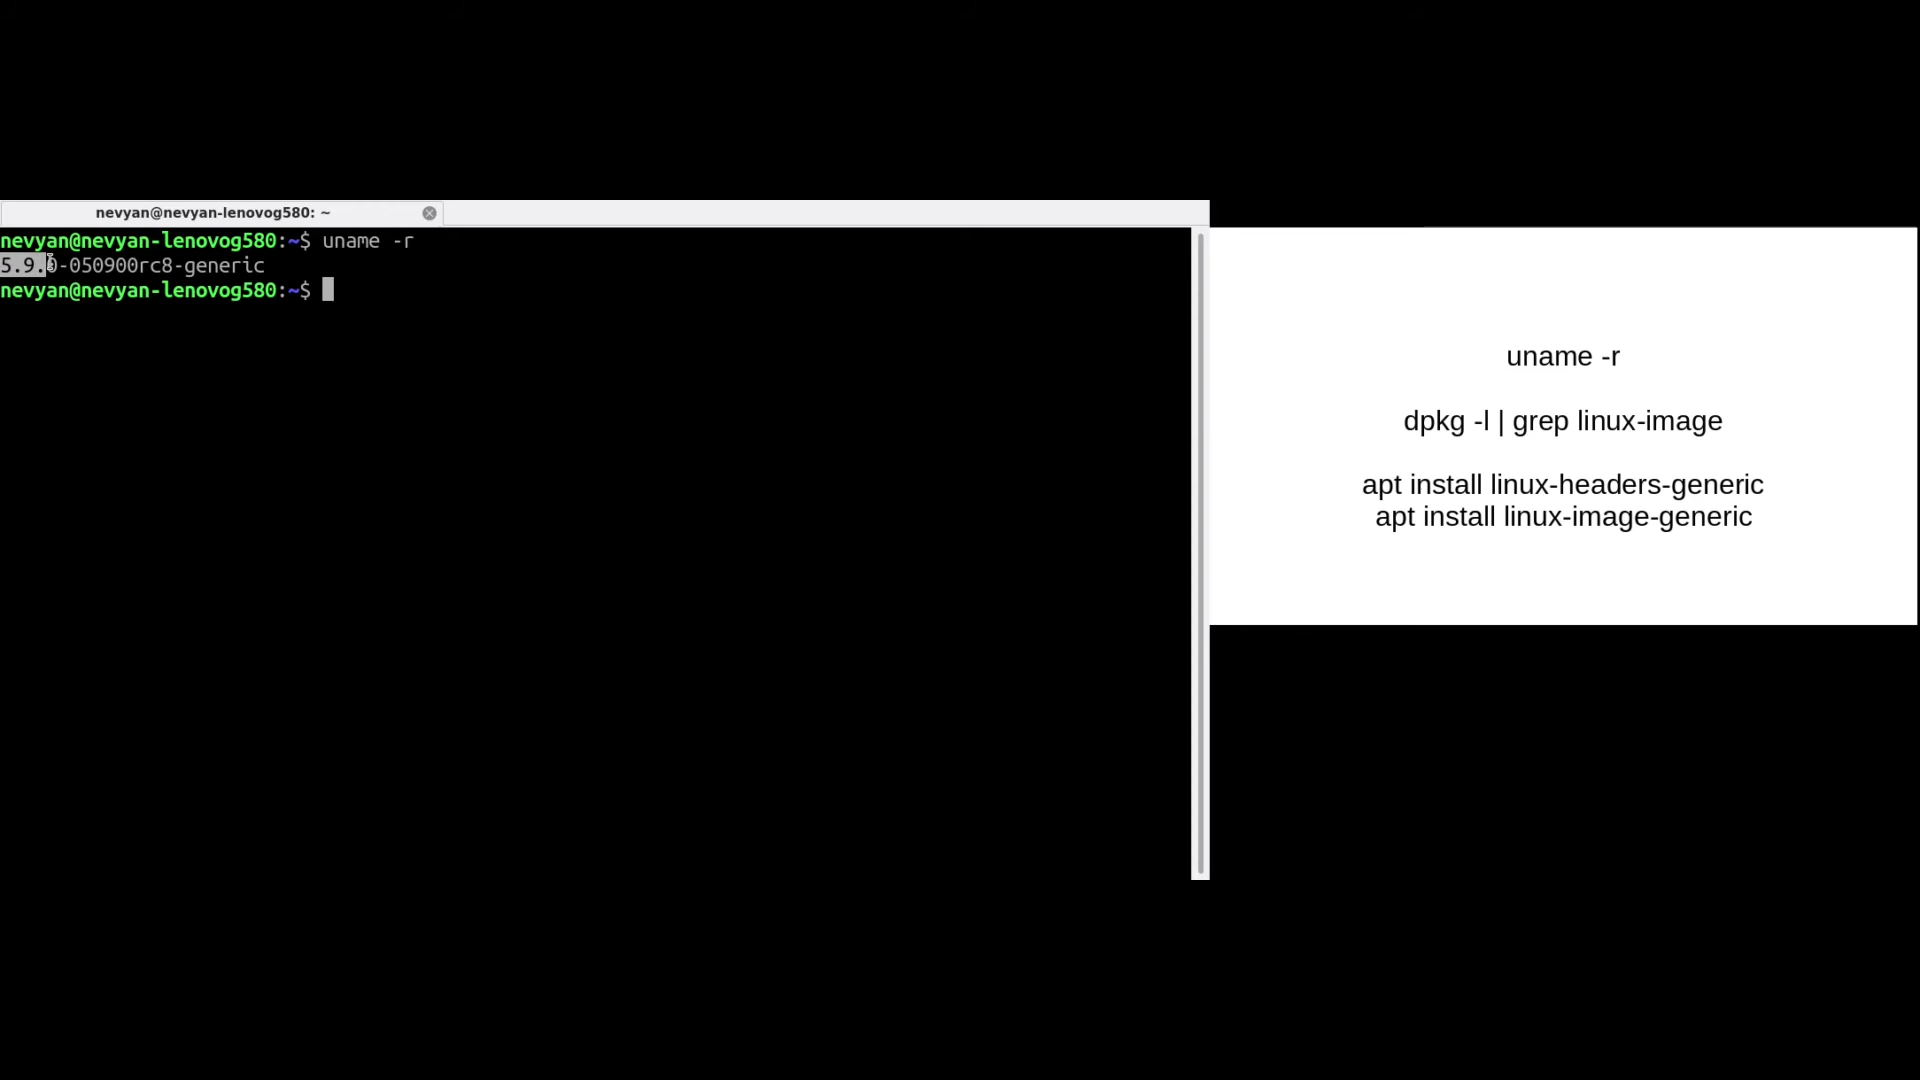 nevyan@nevyan-lenovog580: ~
nevyan@nevyan-lenovog580:~$ uname -r
5.9.0-050900rc8-generic
nevyan@nevyan-lenovog580:~$
uname -r
dpkg -l | grep linux-image
apt install linux-headers-generic
apt install linux-image-generic